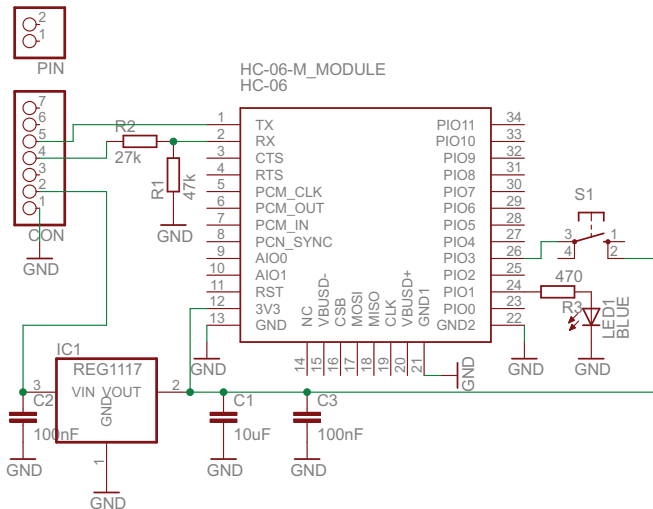 2
1
PIN
HC-06-M_MODULE
HC-06
7
6
5
4
3
2
1
CON
GND
R2
27k
R1
47k
GND
1 TX PIO11 34
2 RX PIO10 33
3 CTS PIO9 32
4 RTS PIO8 31
5 PCM_CLK PIO7 30
6 PCM_OUT PIO6 29
7 PCM_IN PIO5 28
8 PCN_SYNC PIO4 27
9 AIO0 PIO3 26
10 AIO1 PIO2 25
11 RST PIO1 24
12 3V3 PIO0 23
13 GND GND2 22
NC
VBUSD-
CSB
MOSI
MISO
CLK
VBUSD+
GND1
14
15
16
17
18
19
20
21
GND
GND
GND
S1
3 1
4 2
470
R3
LED1
BLUE
GND
IC1
REG1117
3 VIN VOUT 2
GND
1
GND
C2
100nF
GND
C1
10uF
GND
C3
100nF
GND